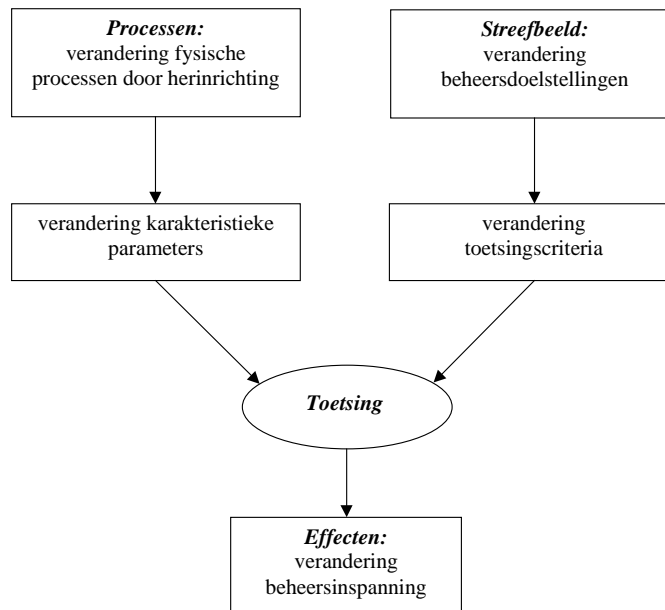 Processen:
verandering fysische
processen door herinrichting
Streefbeeld:
verandering
beheersdoelstellingen
verandering karakteristieke
parameters
verandering
toetsingscriteria
Toetsing
Effecten:
verandering
beheersinspanning